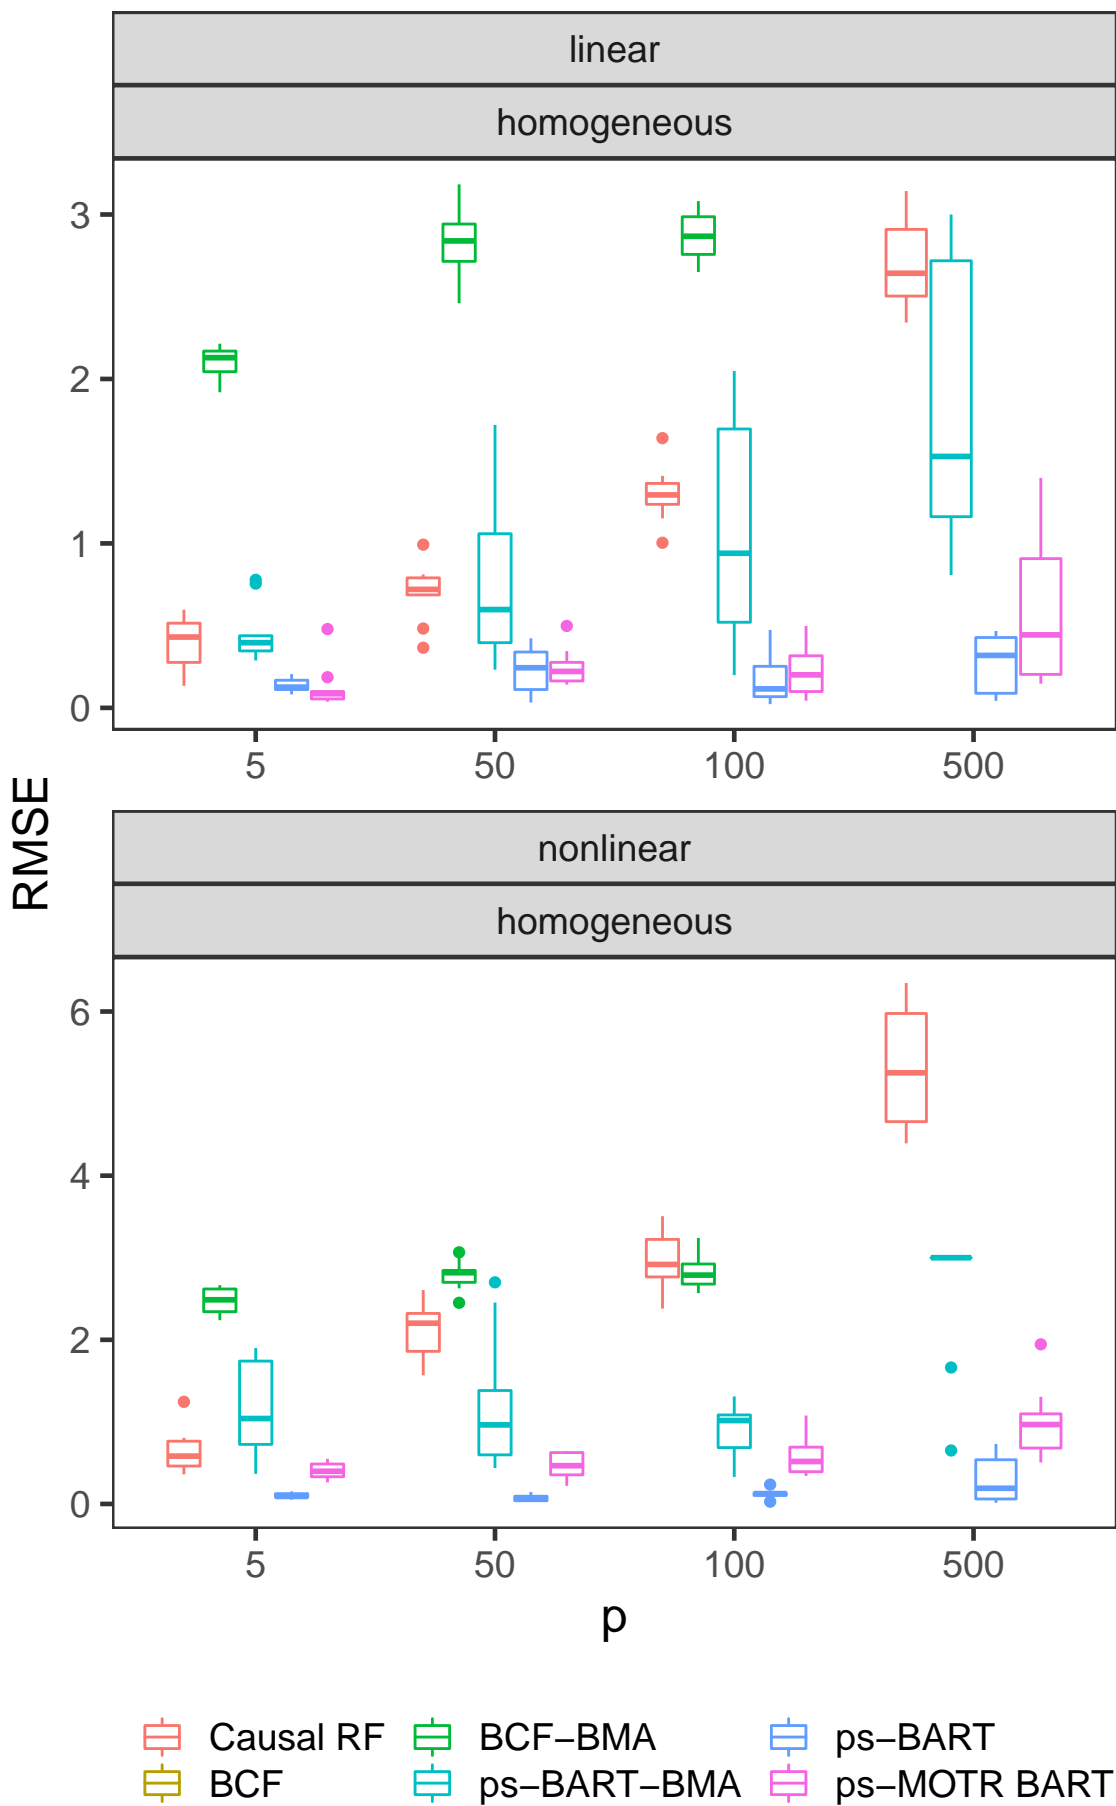 linear
homogeneous
3
2
1
0
5 50 100 500
RMSE
nonlinear
homogeneous
6
4
2
0
5 50 100 500
p
Causal RF BCF−BMA ps−BART
BCF ps−BART−BMA ps−MOTR BART